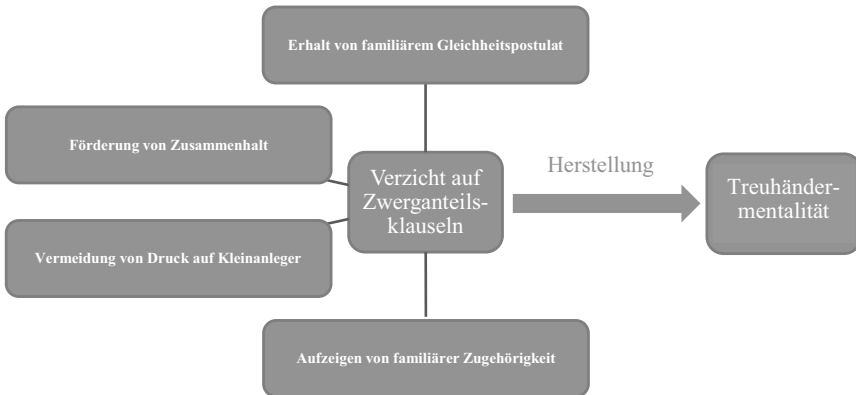 Erhalt von familiärem Gleichheitspostulat
Förderung von Zusammenhalt
Verzicht auf
Zwerganteils-
klauseln
Herstellung
Treuhänder-
mentalität
Vermeidung von Druck auf Kleinanleger
Aufzeigen von familiärer Zugehörigkeit